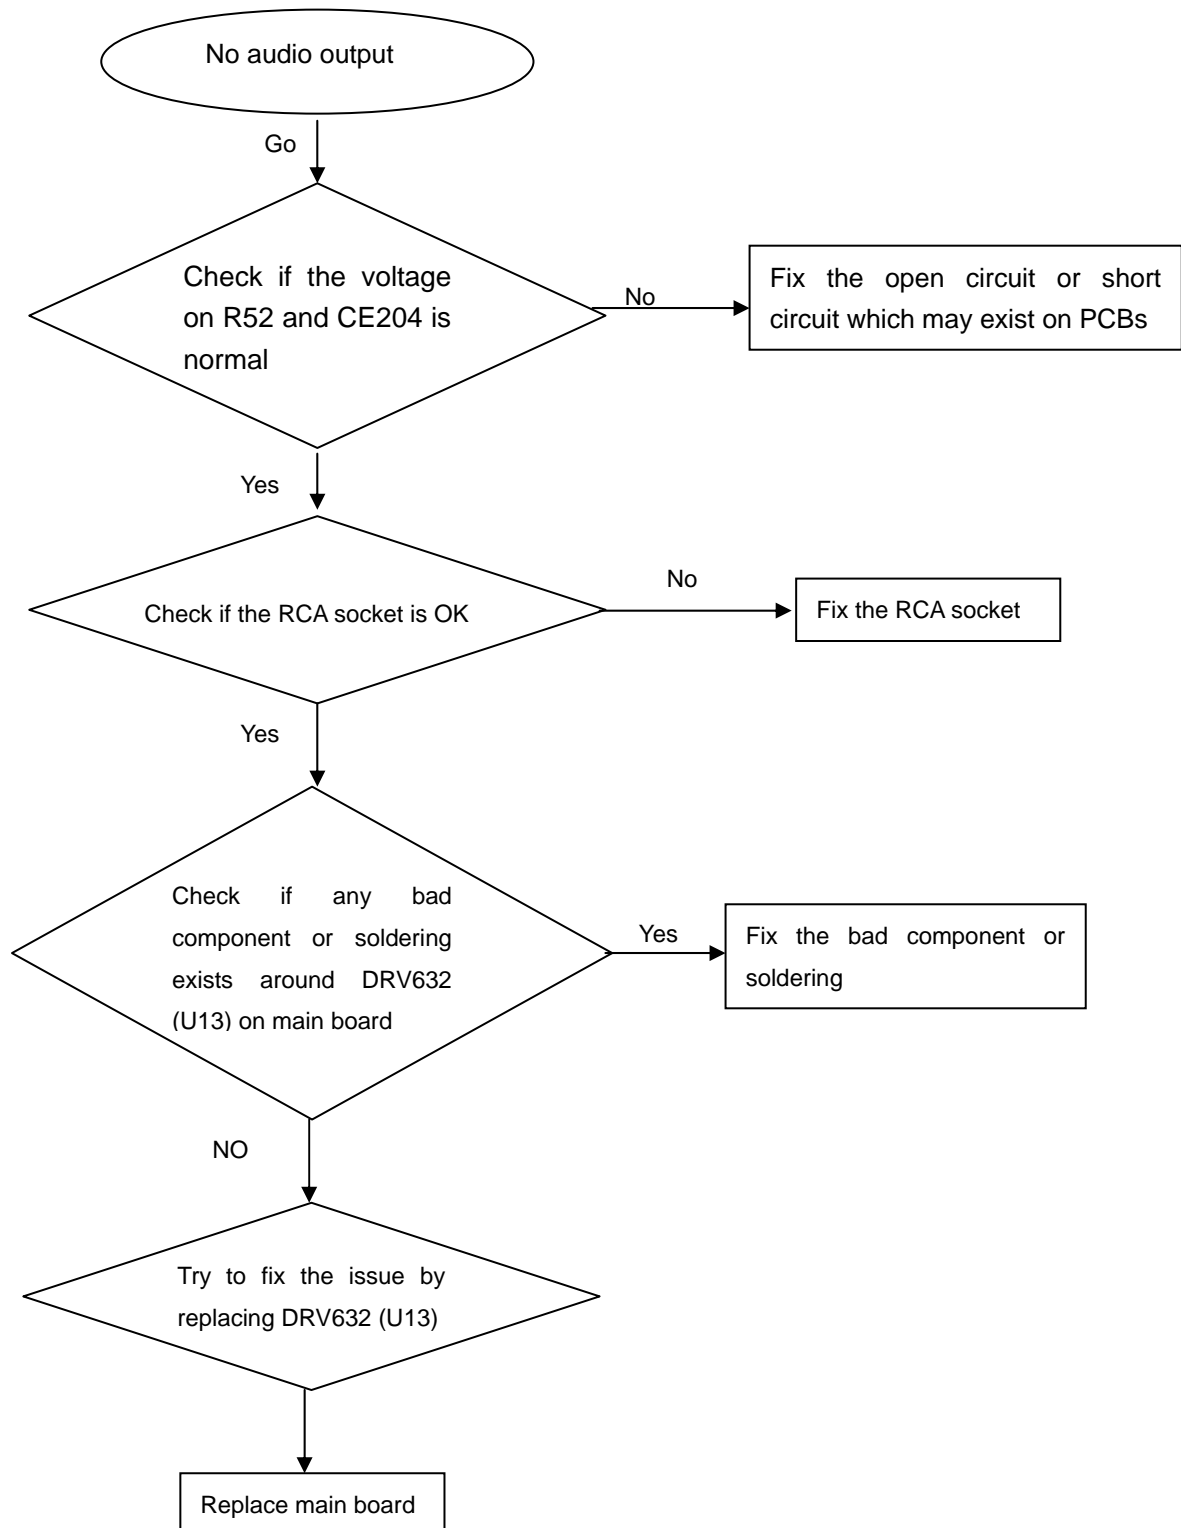 No audio output
Go
Check if the voltage
on R52 and CE204 is
normal
No
Fix the open circuit or short
circuit which may exist on PCBs
Yes
Check if the RCA socket is OK
No
Fix the RCA socket
Yes
Check if any bad
component or soldering
exists around DRV632
(U13) on main board
Yes
Fix the bad component or
soldering
NO
Try to fix the issue by
replacing DRV632 (U13)
Replace main board